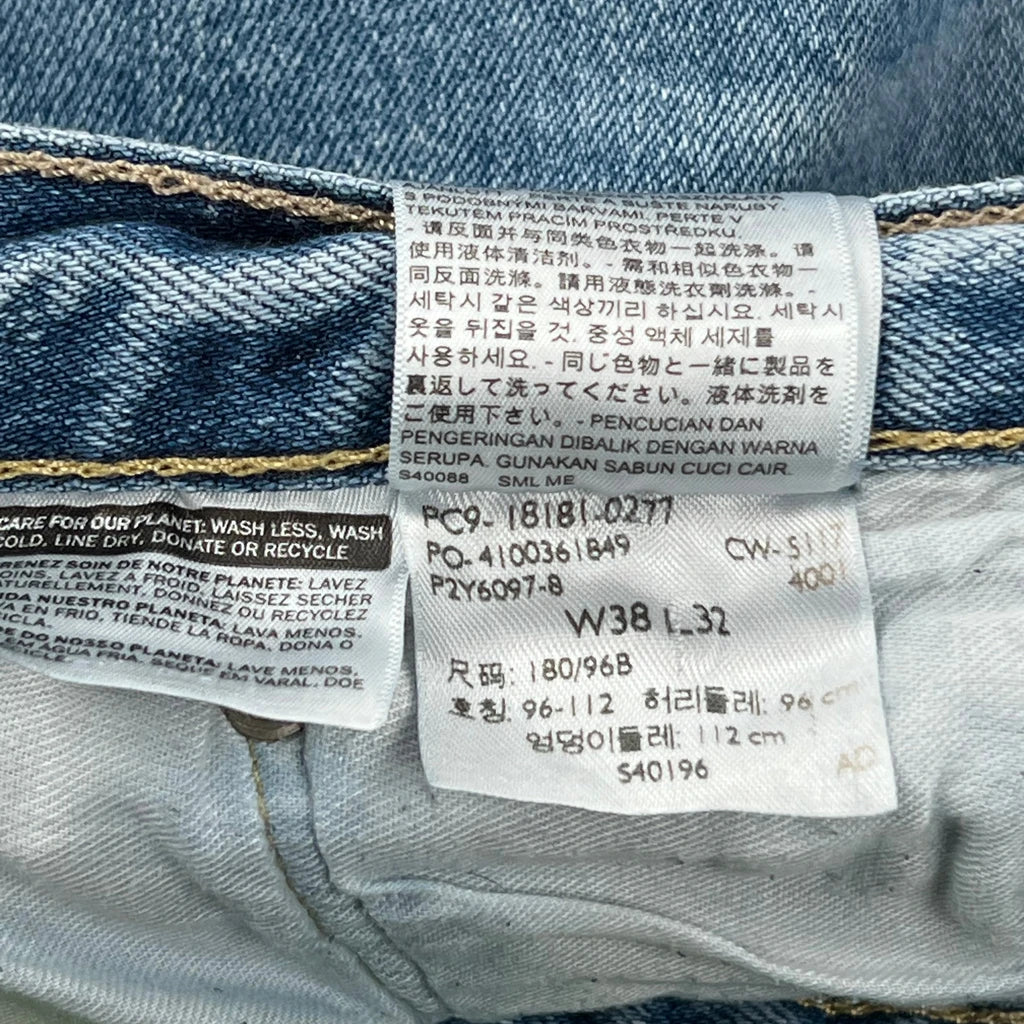 S PODOBNÝMI BARVAMI. PERTE V
TEKUTÉM PRACÍM PROSTŘEDKU.
- 请反面并与同类色衣物一起洗涤。请
使用液体清洁剂。- 需和相似色衣物一
同反面洗滌。請用液態洗衣劑洗滌。-
세탁시 같은 색상끼리 하십시요. 세탁시
옷을 뒤집을 것. 중성 액체 세제를
사용하세요. - 同じ色物と一緒に製品を
裏返して洗ってください。液体洗剤を
ご使用下さい。- PENCUCIAN DAN
PENGERINGAN DIBALIK DENGAN WARNA
SERUPA. GUNAKAN SABUN CUCI CAIR.
S40088 SML ME
CARE FOR OUR PLANET: WASH LESS, WASH
COLD, LINE DRY, DONATE OR RECYCLE
PRENEZ SOIN DE NOTRE PLANETE: LAVEZ
MOINS, LAVEZ A FROID, LAISSEZ SECHER
NATURELLEMENT, DONNEZ OU RECYCLEZ
NUESTRO PLANETA: LAVA MENOS,
EN FRIO, TIENDE LA ROPA, DONA O
DO NOSSO PLANETA: LAVE MENOS,
EM AGUA FRIA, SEQUE EM VARAL, DOE
PC9-18181-0277
PO-4100361849 CW-5117
P2Y6097-8 4001
W38 L32
尺码: 180/96B
호칭: 96-112 허리둘레: 96 cm
엉덩이둘레: 112 cm
S40196 AO